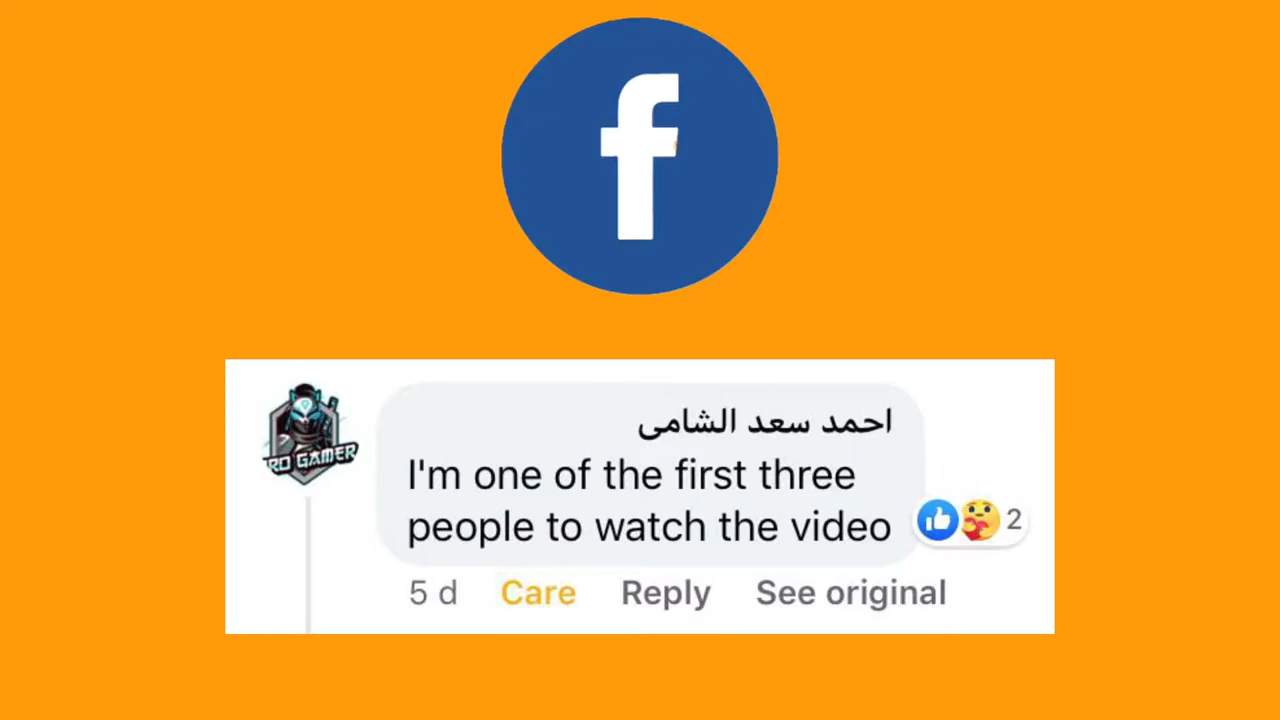 f
احمد سعد الشامى
I'm one of the first three
people to watch the video
RO GAMER
2
5 d Care Reply See original